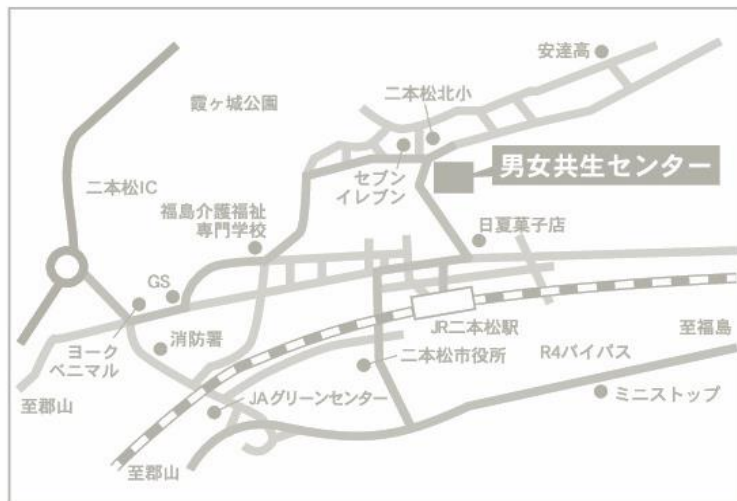 安達高
霞ヶ城公園
二本松北小
男女共生センター
セブン
イレブン
二本松IC
福島介護福祉
専門学校
日夏菓子店
GS
ヨーク
ベニマル
消防署
JR二本松駅
至福島
二本松市役所
R4バイパス
至郡山
JAグリーンセンター
ミニストップ
至郡山